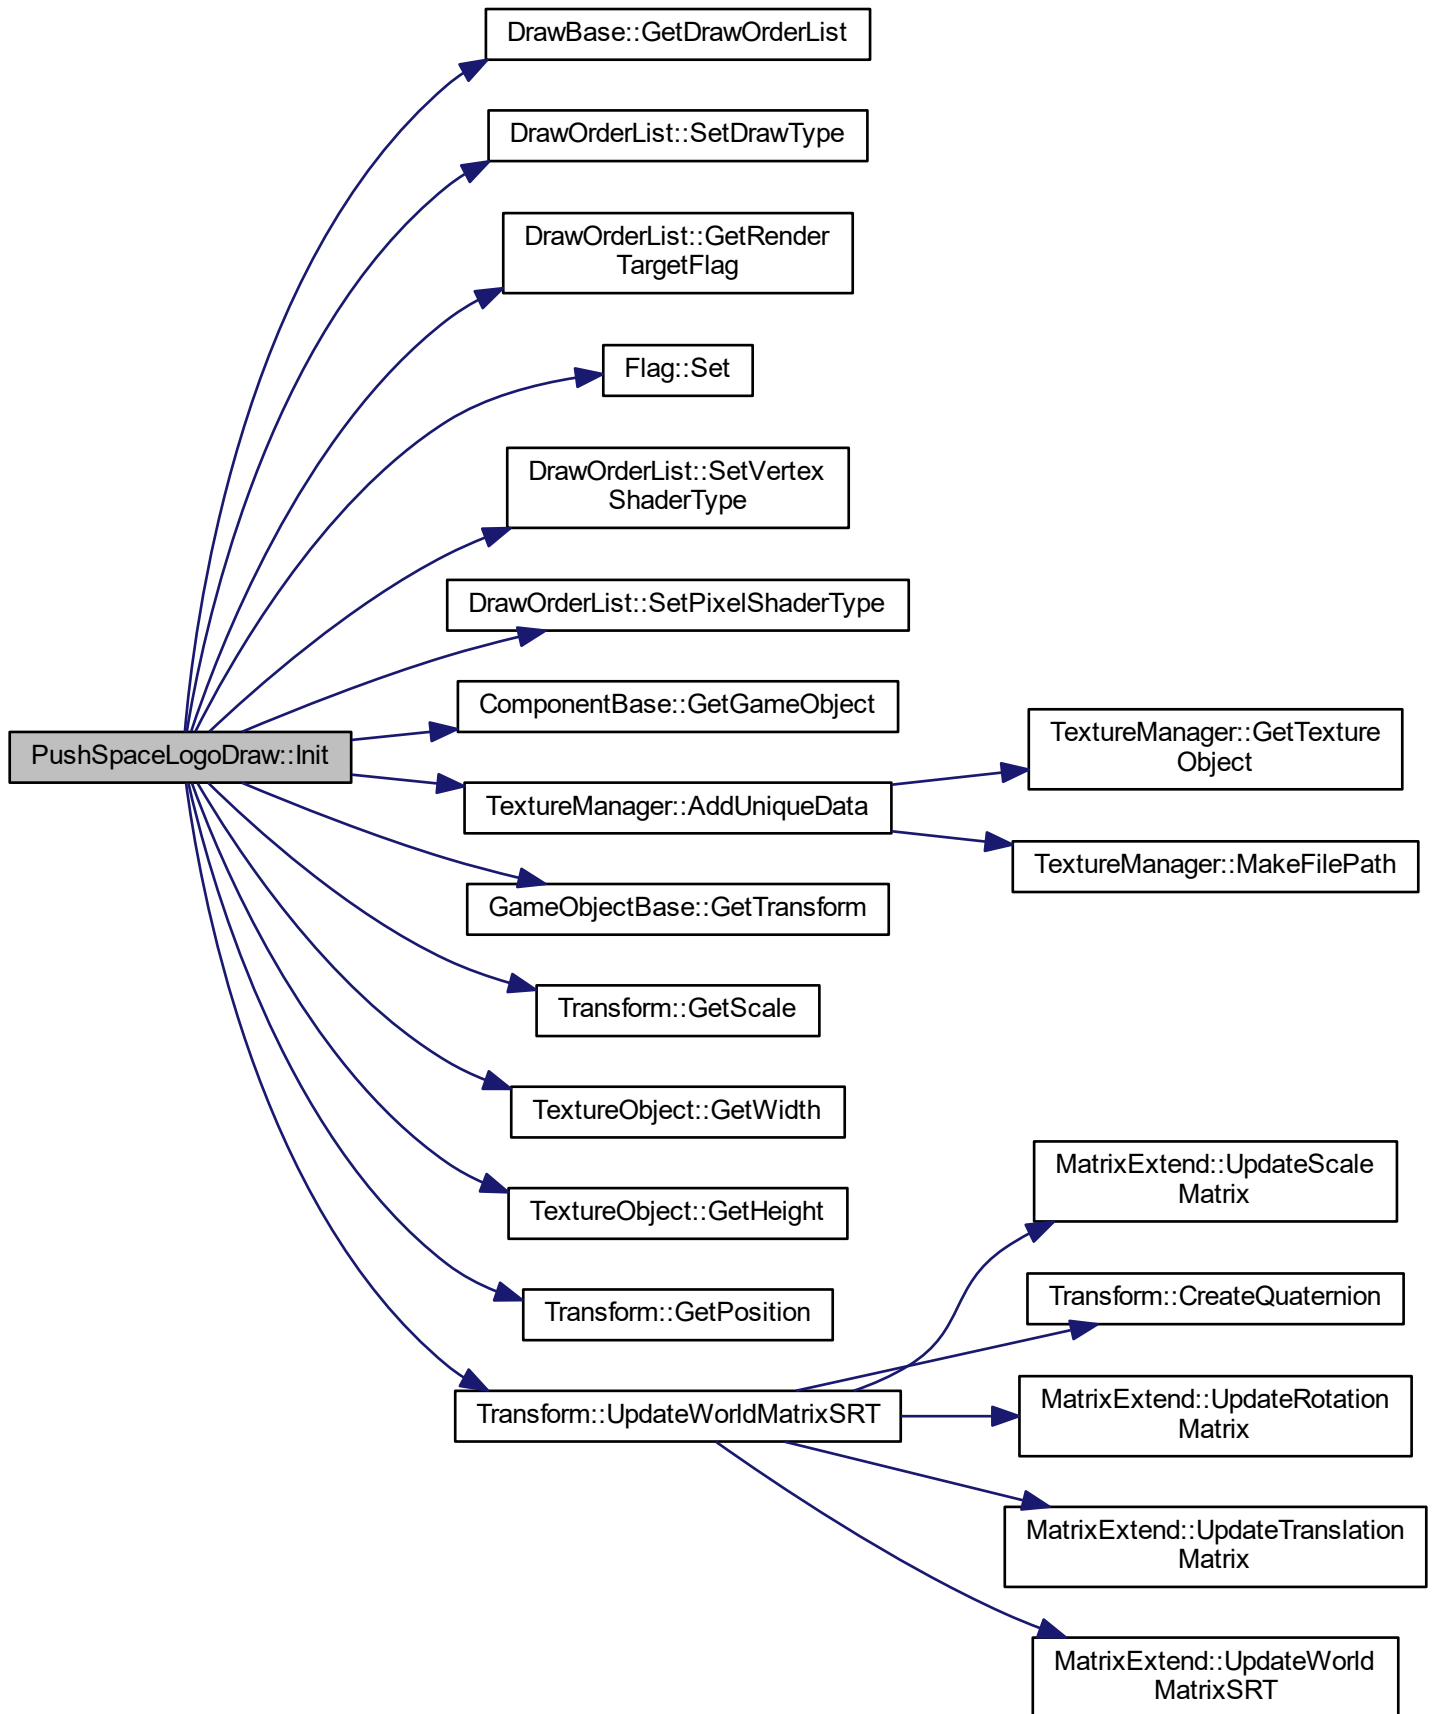 DrawBase::GetDrawOrderList
DrawOrderList::SetDrawType
DrawOrderList::GetRender
TargetFlag
Flag::Set
DrawOrderList::SetVertex
ShaderType
DrawOrderList::SetPixelShaderType
ComponentBase::GetGameObject
PushSpaceLogoDraw::Init
TextureManager::AddUniqueData
TextureManager::GetTexture
Object
TextureManager::MakeFilePath
GameObjectBase::GetTransform
Transform::GetScale
TextureObject::GetWidth
TextureObject::GetHeight
Transform::GetPosition
Transform::UpdateWorldMatrixSRT
MatrixExtend::UpdateScale
Matrix
Transform::CreateQuaternion
MatrixExtend::UpdateRotation
Matrix
MatrixExtend::UpdateTranslation
Matrix
MatrixExtend::UpdateWorld
MatrixSRT